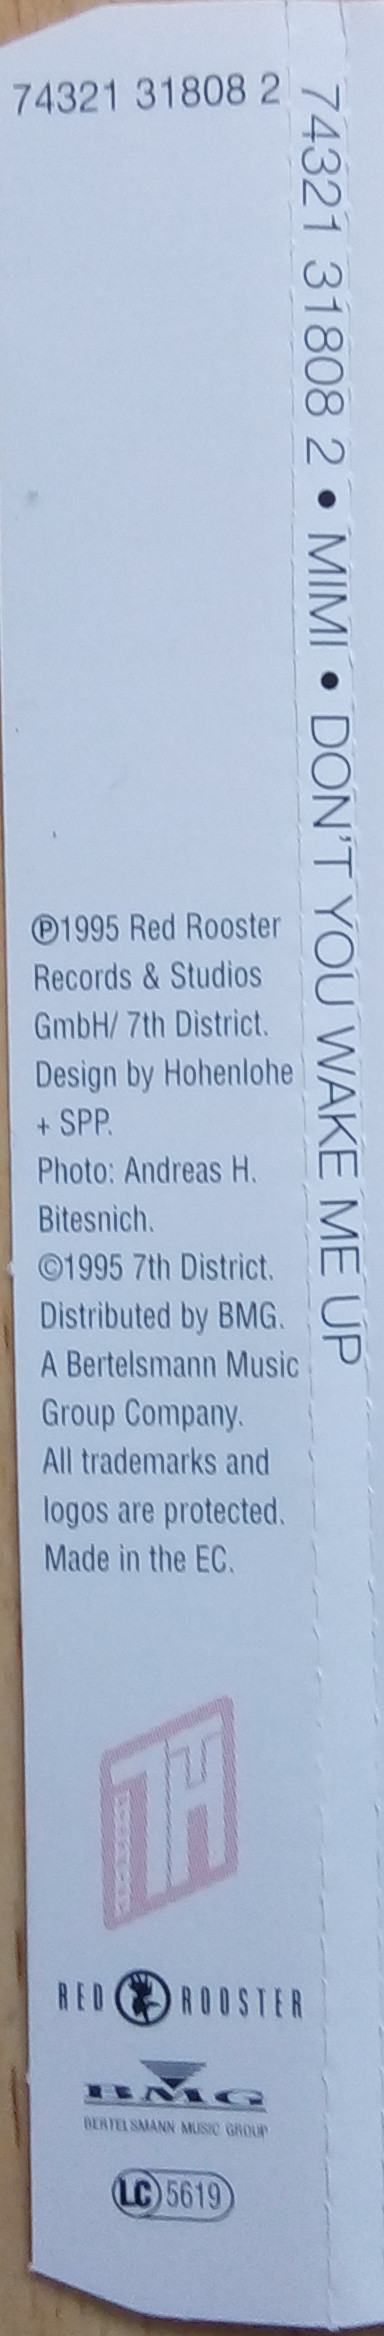 74321 31808 2
74321 31808 2 • MIMI • DON'T YOU WAKE ME UP
℗1995 Red Rooster
Records & Studios
GmbH/ 7th District.
Design by Hohenlohe
+ SPP.
Photo: Andreas H.
Bitesnich.
©1995 7th District.
Distributed by BMG.
A Bertelsmann Music
Group Company.
All trademarks and
logos are protected.
Made in the EC.
7TH
RED ROOSTER
BMG
BERTELSMANN MUSIC GROUP
LC 5619